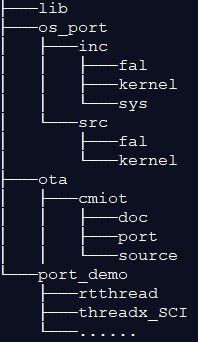 ├───lib
├───os_port
│   ├───inc
│   │   ├───fal
│   │   ├───kernel
│   │   └───sys
│   └───src
│       ├───fal
│       └───kernel
├───ota
│   ├───cmiot
│   │   ├───doc
│   │   ├───port
│   │   └───source
└───port_demo
    ├───rtthread
    ├───threadx_SCI
    └───......